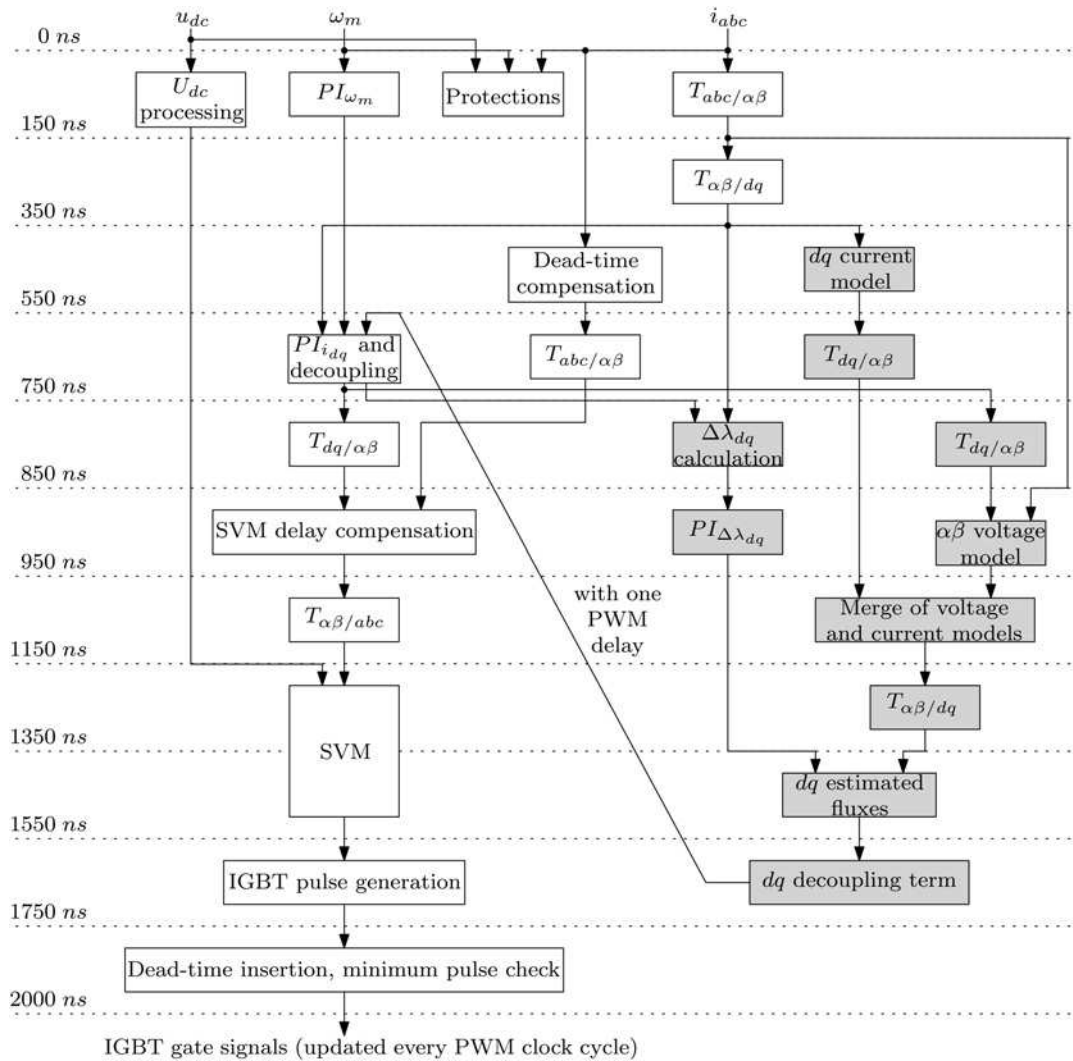 u_dc ω_m i_abc
0 ns
U_dc processing
PI_ω_m
Protections
T_abc/αβ
150 ns
T_αβ/dq
350 ns
Dead-time
compensation
dq current
model
550 ns
PI_i_dq and
decoupling
T_abc/αβ
T_dq/αβ
750 ns
T_dq/αβ
Δλ_dq
calculation
T_dq/αβ
850 ns
SVM delay compensation
PI_Δλ_dq
αβ voltage
model
950 ns
with one
PWM
delay
T_αβ/abc
Merge of voltage
and current models
1150 ns
T_αβ/dq
1350 ns
SVM
dq estimated
fluxes
1550 ns
IGBT pulse generation
dq decoupling term
1750 ns
Dead-time insertion, minimum pulse check
2000 ns
IGBT gate signals (updated every PWM clock cycle)